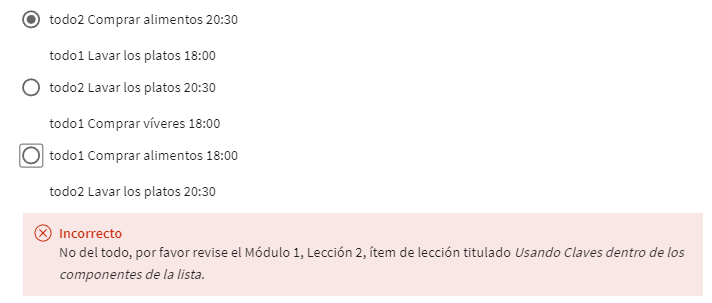 todo2 Comprar alimentos 20:30
todo1 Lavar los platos 18:00
todo2 Lavar los platos 20:30
todo1 Comprar víveres 18:00
todo1 Comprar alimentos 18:00
todo2 Lavar los platos 20:30
Incorrecto
No del todo, por favor revise el Módulo 1, Lección 2, ítem de lección titulado Usando Claves dentro de los
componentes de la lista.